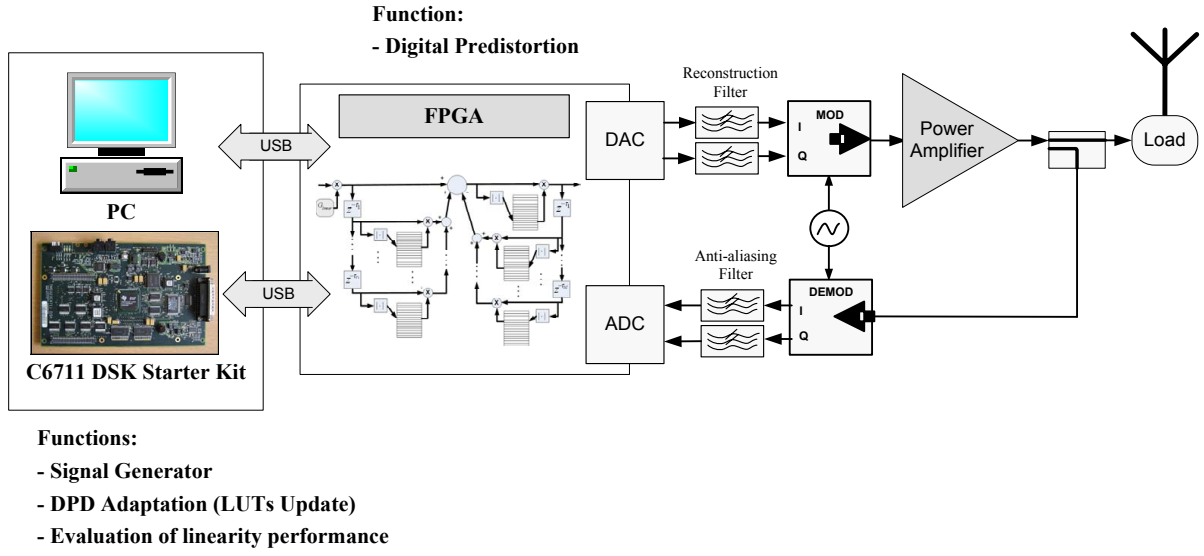 Function:
- Digital Predistortion
PC
C6711 DSK Starter Kit
USB
USB
FPGA
DAC
ADC
Reconstruction
Filter
MOD
I
Q
Power
Amplifier
Load
Anti-aliasing
Filter
DEMOD
I
Q
Functions:
- Signal Generator
- DPD Adaptation (LUTs Update)
- Evaluation of linearity performance